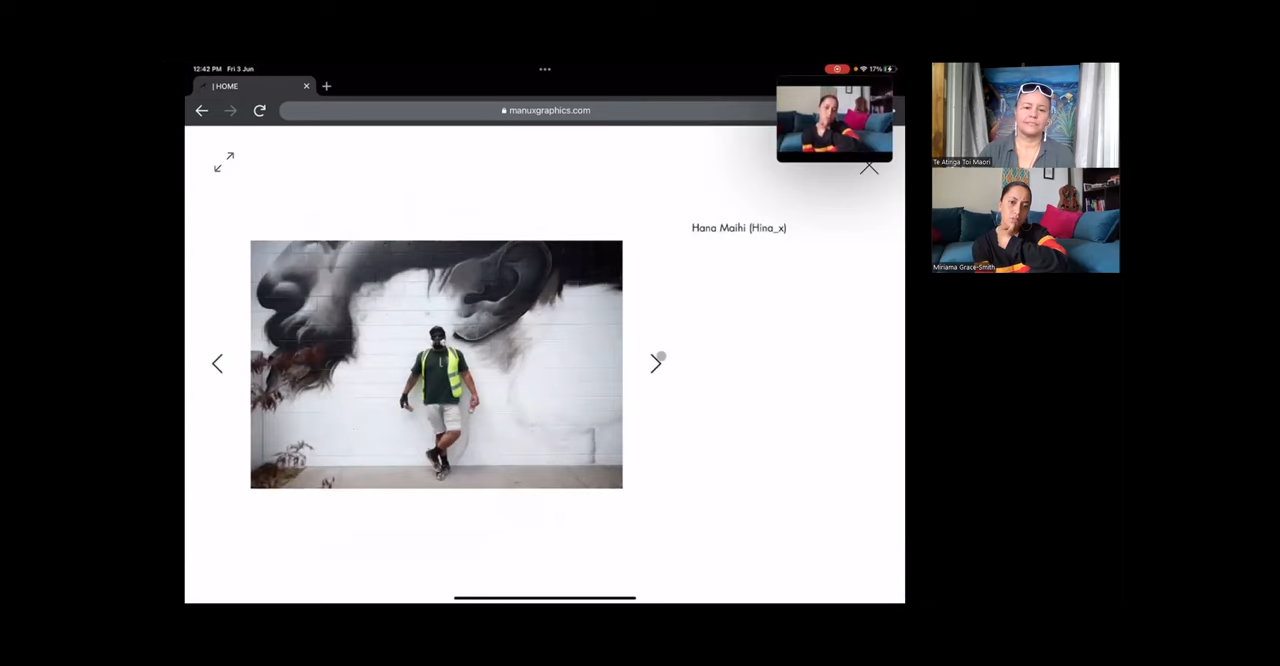 12:42 PM Fri 3 Jun
17%
| HOME
manuxgraphics.com
Hana Maihi (Hina_x)
Te Atinga Toi Maori
Miriama Grace-Smith